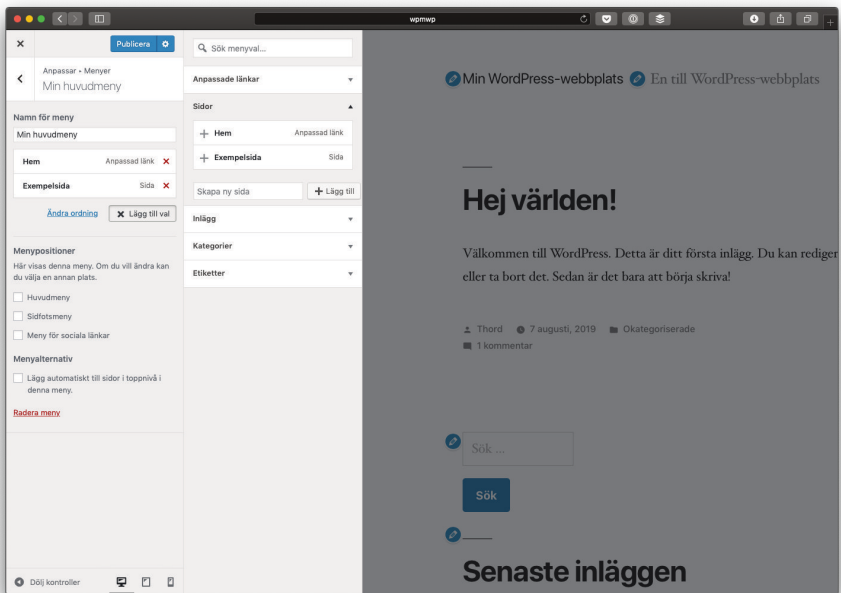 wpmwp
Publicera
Anpassar • Menyer
Min huvudmeny
Namn för meny
Min huvudmeny
Hem Anpassad länk
Exempelsida Sida
Ändra ordning Lägg till val
Menypositioner
Här visas denna meny. Om du vill ändra kan
du välja en annan plats.
Huvudmeny
Sidfotsmeny
Meny för sociala länkar
Menyalternativ
Lägg automatiskt till sidor i toppnivå i
denna meny.
Radera meny
Dölj kontroller
Sök menyval...
Anpassade länkar
Sidor
Hem Anpassad länk
Exempelsida Sida
Skapa ny sida Lägg till
Inlägg
Kategorier
Etiketter
Min WordPress-webbplats En till WordPress-webbplats
Hej världen!
Välkommen till WordPress. Detta är ditt första inlägg. Du kan rediger
eller ta bort det. Sedan är det bara att börja skriva!
Thord 7 augusti, 2019 Okategoriserade
1 kommentar
Sök ...
Sök
Senaste inläggen